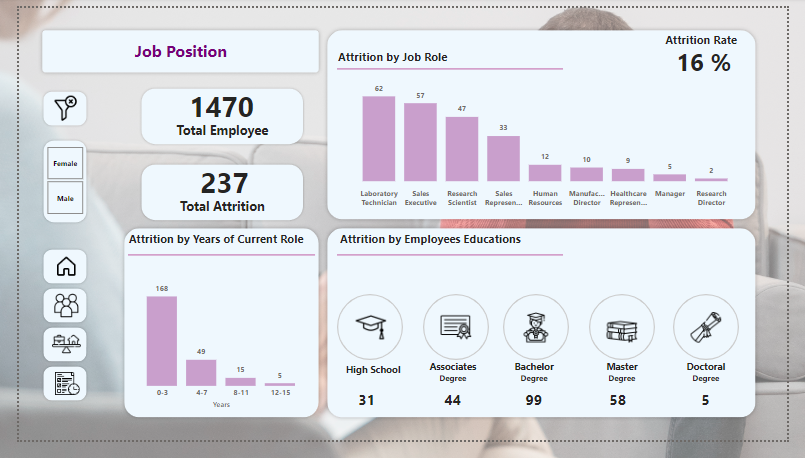 Job Position
Attrition Rate
16 %
Female
Male
1470
Total Employee
237
Total Attrition
Attrition by Job Role
62
57
47
33
12
10
9
5
2
Laboratory Technician
Sales Executive
Research Scientist
Sales Represen...
Human Resources
Manufac... Director
Healthcare Represen...
Manager
Research Director
Attrition by Years of Current Role
168
49
15
5
0-3
4-7
8-11
12-15
Years
Attrition by Employees Educations
High School
31
Associates
Degree
44
Bachelor
Degree
99
Master
Degree
58
Doctoral
Degree
5